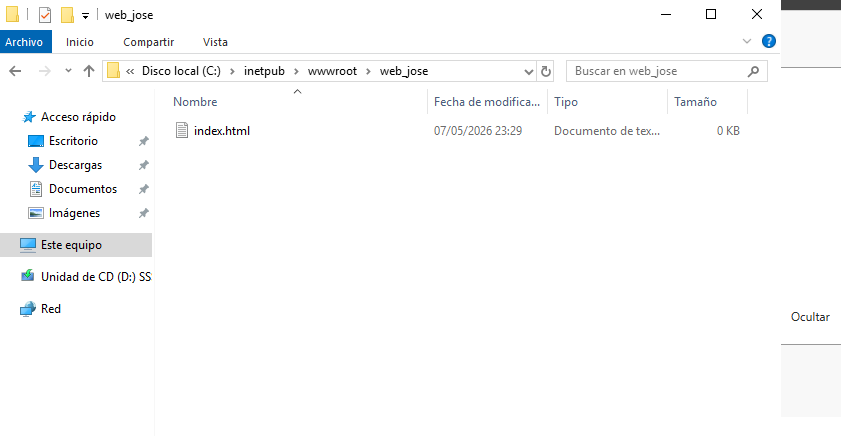 web_jose
Archivo Inicio Compartir Vista
« Disco local (C:) > inetpub > wwwroot > web_jose
Buscar en web_jose
Nombre Fecha de modifica... Tipo Tamaño
index.html 07/05/2026 23:29 Documento de tex... 0 KB
Acceso rápido
Escritorio
Descargas
Documentos
Imágenes
Este equipo
Unidad de CD (D:) SS
Red
Ocultar